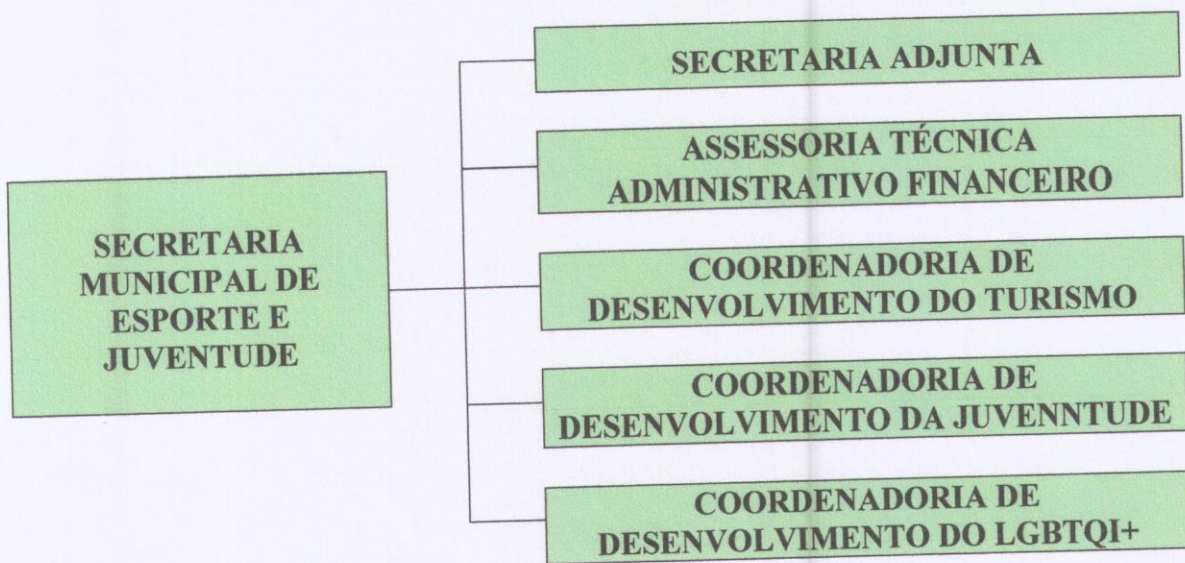 SECRETARIA
MUNICIPAL DE
ESPORTE E
JUVENTUDE
SECRETARIA ADJUNTA
ASSESSORIA TÉCNICA
ADMINISTRATIVO FINANCEIRO
COORDENADORIA DE
DESENVOLVIMENTO DO TURISMO
COORDENADORIA DE
DESENVOLVIMENTO DA JUVENNTUDE
COORDENADORIA DE
DESENVOLVIMENTO DO LGBTQI+